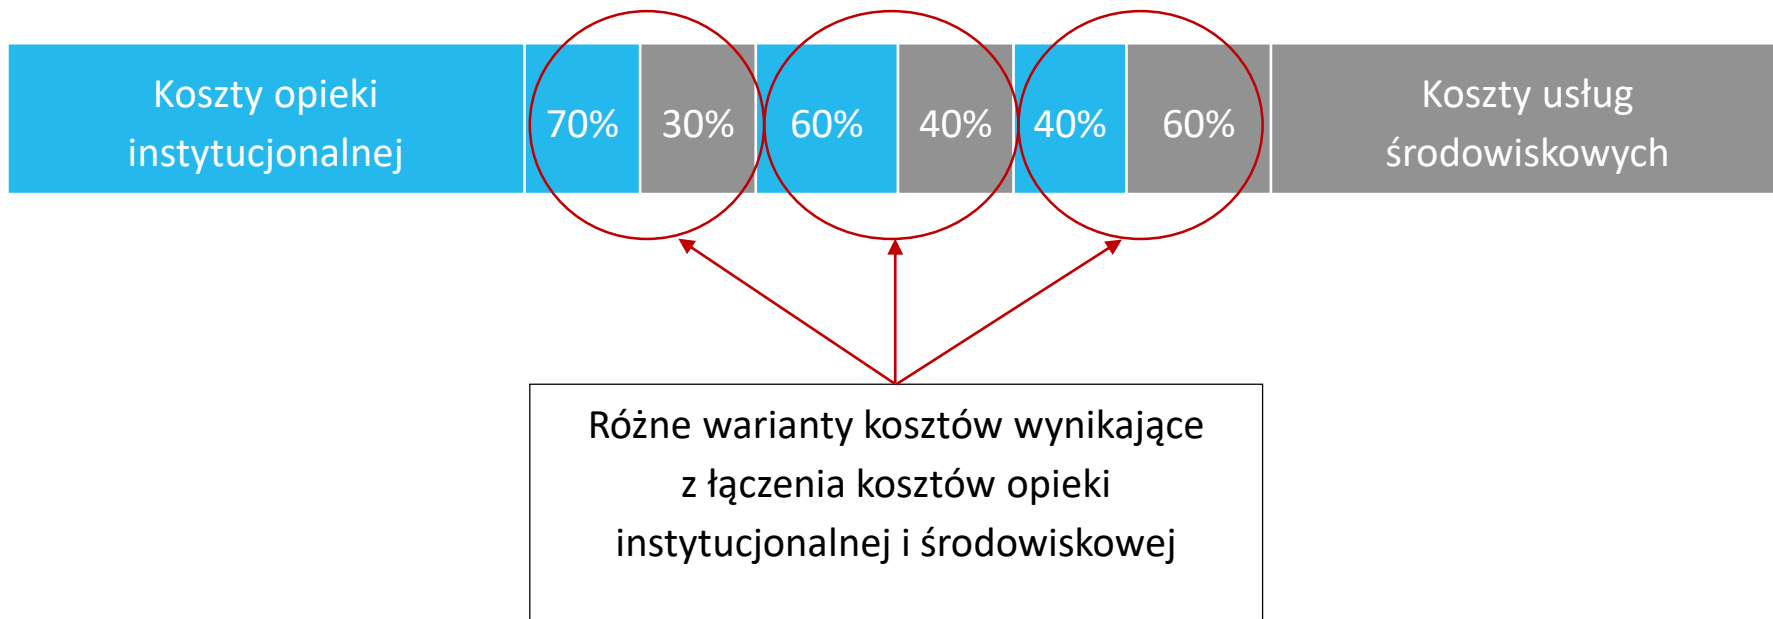 Koszty opieki
instytucjonalnej
70%
30%
60%
40%
40%
60%
Koszty usług
środowiskowych
Różne warianty kosztów wynikające
z łączenia kosztów opieki
instytucjonalnej i środowiskowej